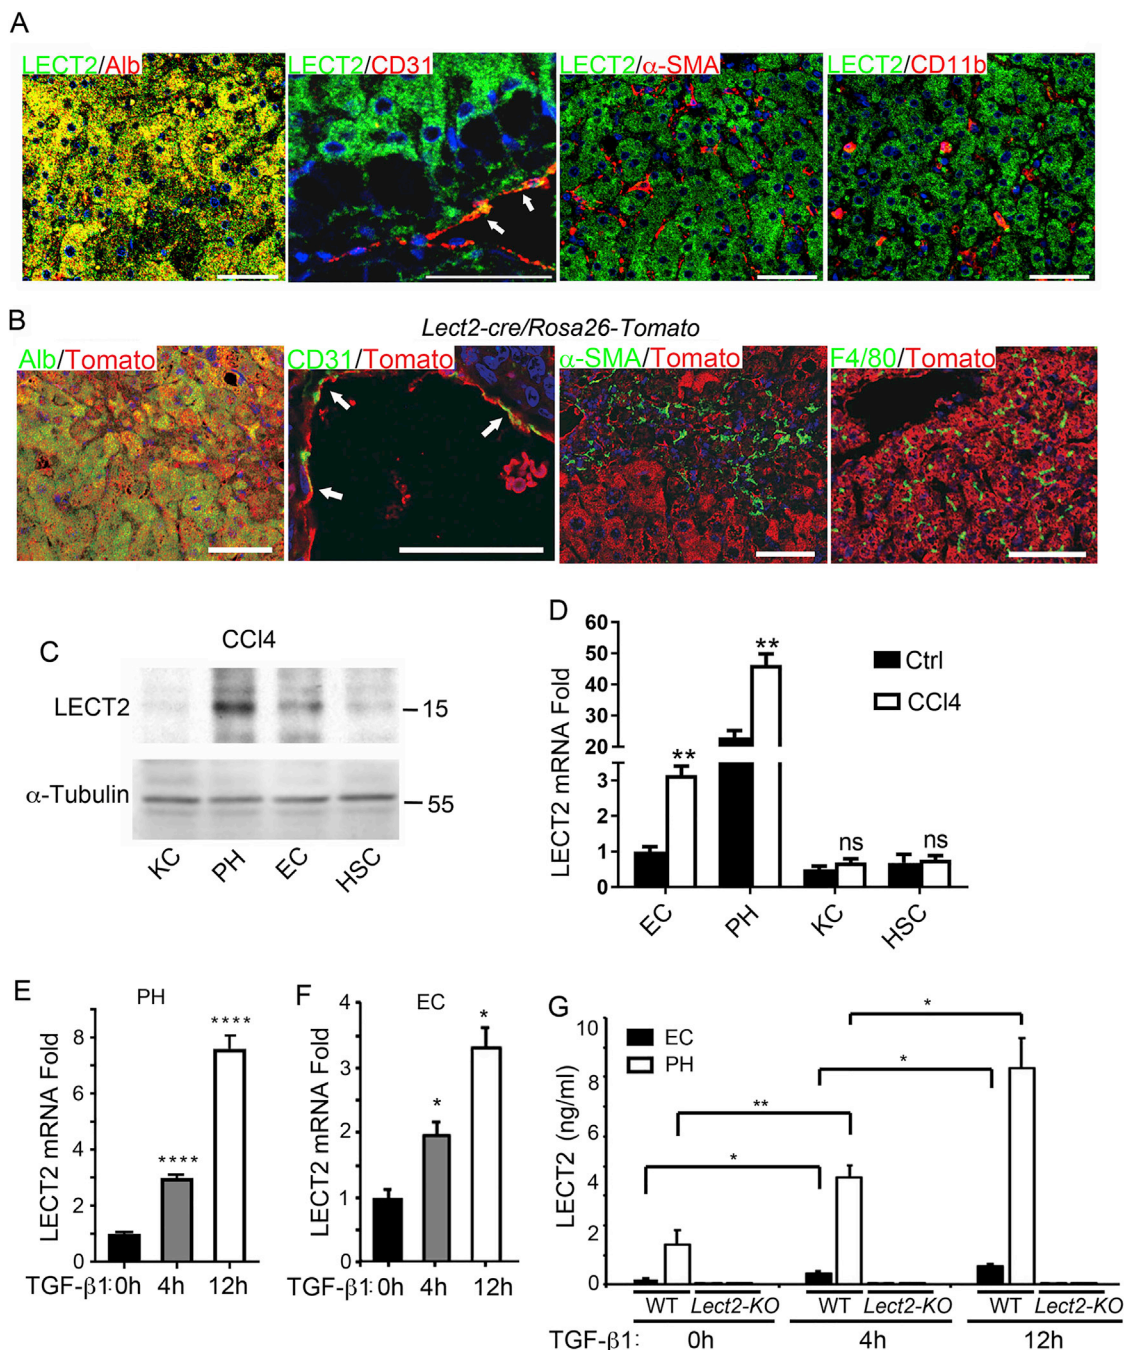 A
LECT2/Alb
LECT2/CD31
LECT2/α-SMA
LECT2/CD11b
B
Lect2-cre/Rosa26-Tomato
Alb/Tomato
CD31/Tomato
α-SMA/Tomato
F4/80/Tomato
C
CCl4
LECT2
15
α-Tubulin
55
KC PH EC HSC
D
LECT2 mRNA Fold
60
50
40
30
20
3
2
1
0
** ** ns ns
Ctrl
CCl4
EC PH KC HSC
E
PH
LECT2 mRNA Fold
8
6
4
2
0
**** ****
TGF-β1: 0h 4h 12h
F
EC
LECT2 mRNA Fold
4
3
2
1
0
* *
TGF-β1: 0h 4h 12h
G
EC
PH
LECT2 (ng/ml)
10
8
6
4
2
0
*
*
**
*
WT Lect2-KO WT Lect2-KO WT Lect2-KO
TGF-β1: 0h 4h 12h